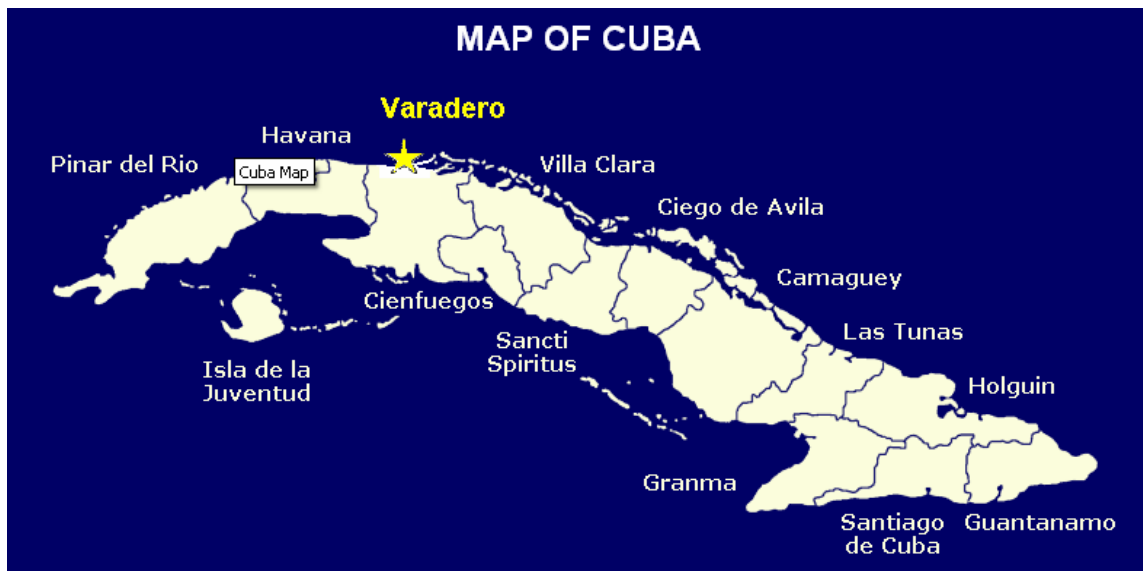 MAP OF CUBA
Varadero
Havana
Pinar del Rio
Cuba Map
Villa Clara
Ciego de Avila
Camaguey
Cienfuegos
Las Tunas
Sancti
Spiritus
Isla de la
Juventud
Holguin
Granma
Santiago
de Cuba
Guantanamo